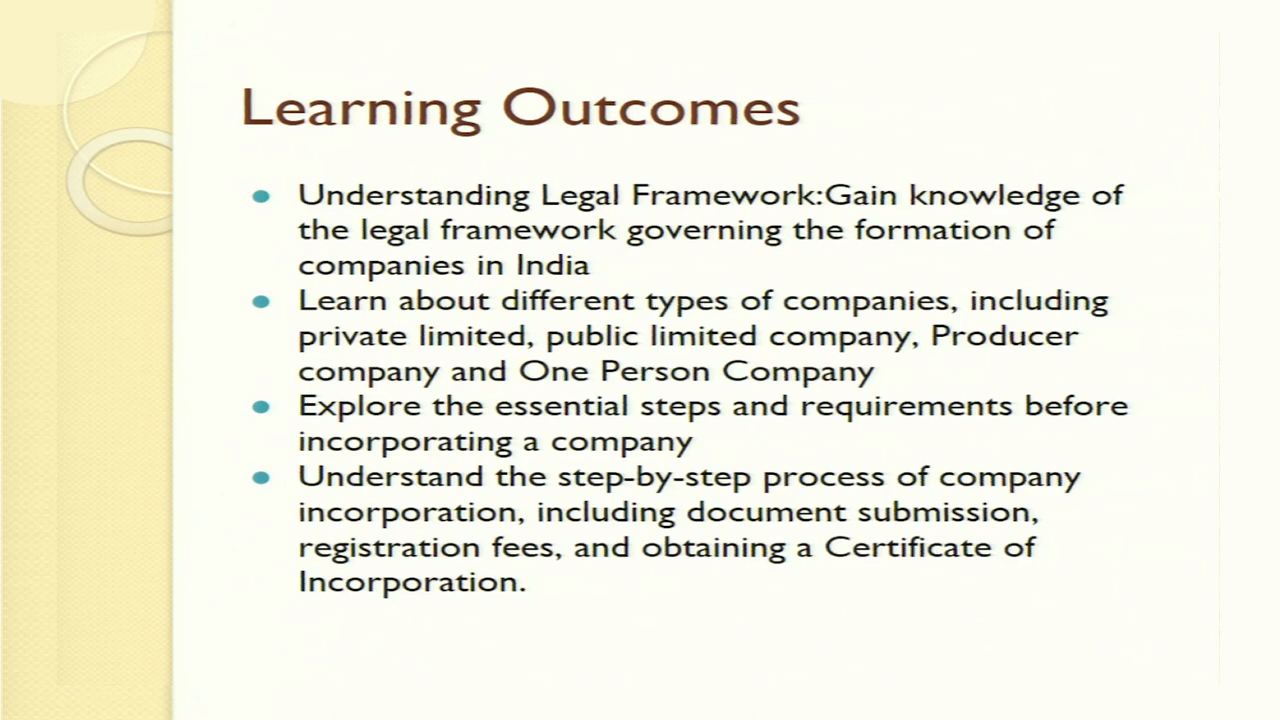 Learning Outcomes
• Understanding Legal Framework:Gain knowledge of
the legal framework governing the formation of
companies in India
• Learn about different types of companies, including
private limited, public limited company, Producer
company and One Person Company
• Explore the essential steps and requirements before
incorporating a company
• Understand the step-by-step process of company
incorporation, including document submission,
registration fees, and obtaining a Certificate of
Incorporation.